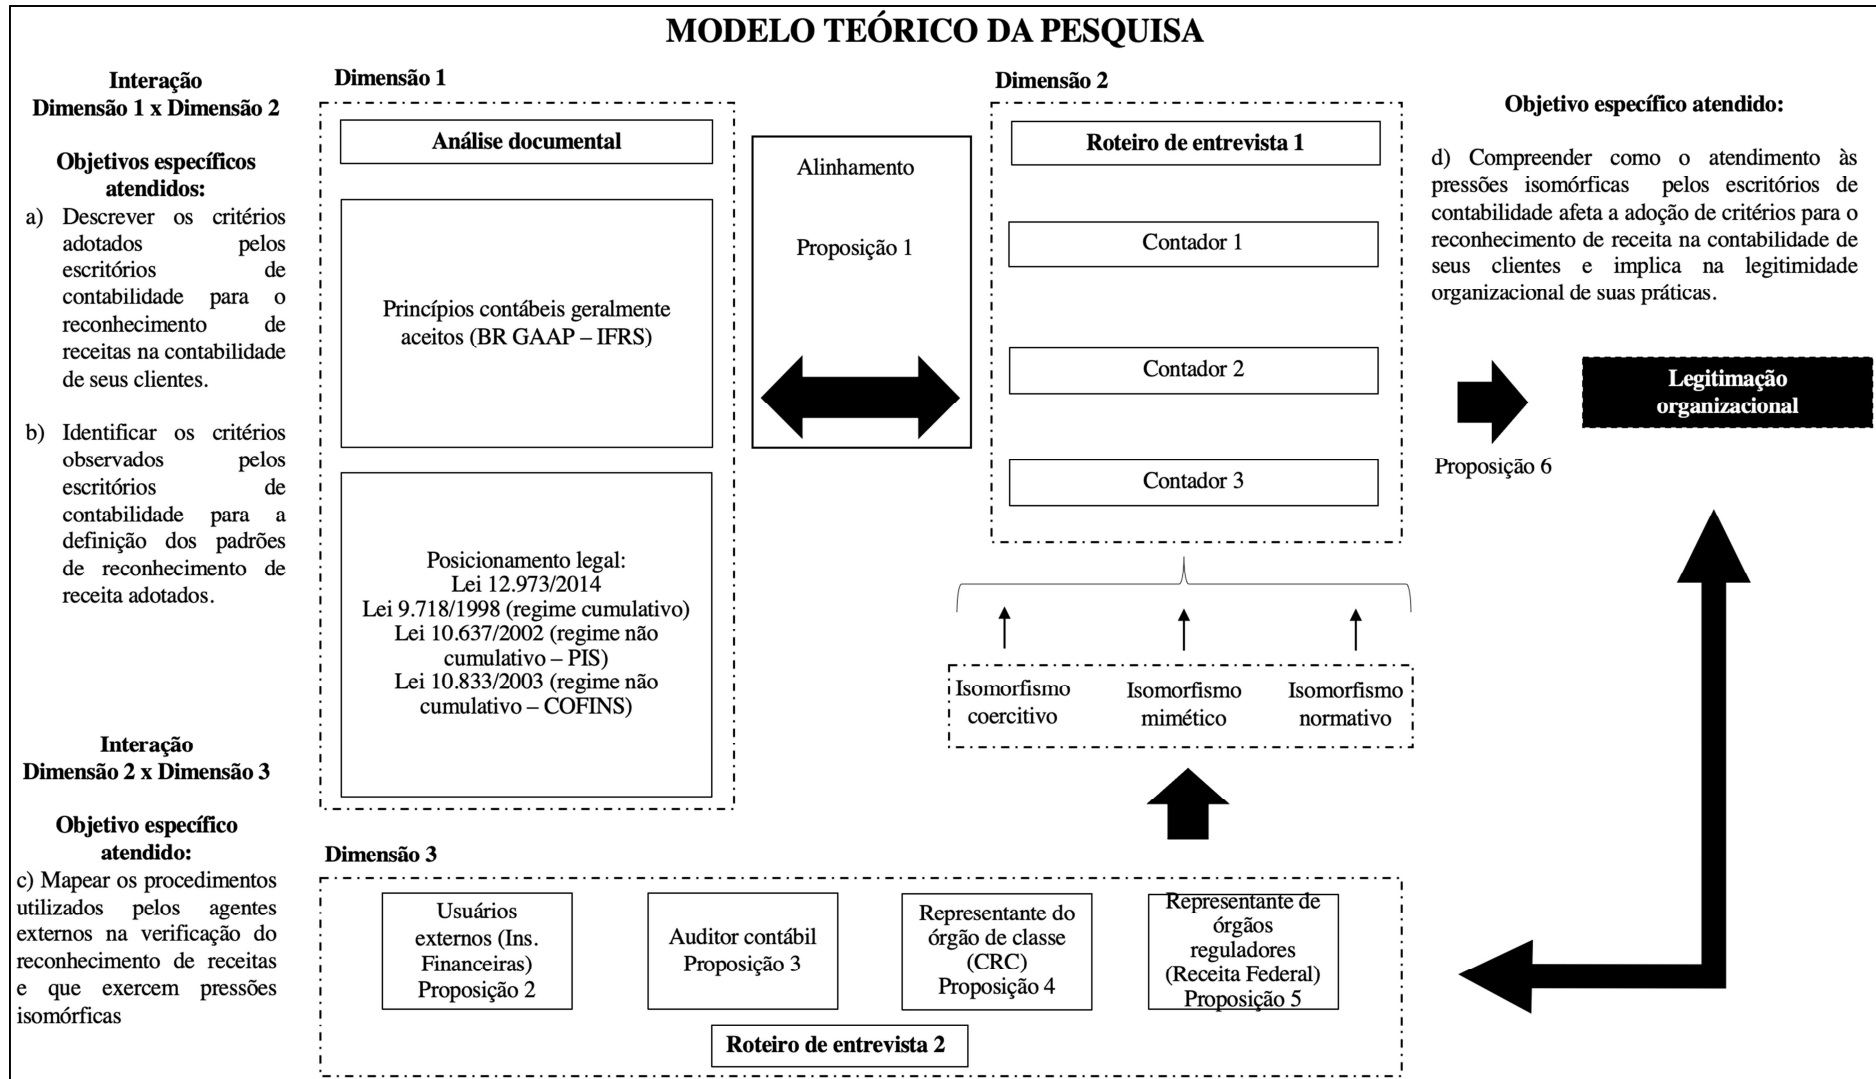 MODELO TEÓRICO DA PESQUISA
Interação
Dimensão 1 x Dimensão 2
Objetivos específicos
atendidos:
a) Descrever os critérios
adotados pelos
escritórios de
contabilidade para o
reconhecimento de
receitas na contabilidade
de seus clientes.
b) Identificar os critérios
observados pelos
escritórios de
contabilidade para a
definição dos padrões
de reconhecimento de
receita adotados.
Interação
Dimensão 2 x Dimensão 3
Objetivo específico
atendido:
c) Mapear os procedimentos
utilizados pelos agentes
externos na verificação do
reconhecimento de receitas
e que exercem pressões
isomórficas
Dimensão 1
Análise documental
Princípios contábeis geralmente
aceitos (BR GAAP – IFRS)
Posicionamento legal:
Lei 12.973/2014
Lei 9.718/1998 (regime cumulativo)
Lei 10.637/2002 (regime não
cumulativo – PIS)
Lei 10.833/2003 (regime não
cumulativo – COFINS)
Alinhamento
Proposição 1
Dimensão 2
Roteiro de entrevista 1
Contador 1
Contador 2
Contador 3
Isomorfismo
coercitivo
Isomorfismo
mimético
Isomorfismo
normativo
Objetivo específico atendido:
d) Compreender como o atendimento às
pressões isomórficas pelos escritórios de
contabilidade afeta a adoção de critérios para o
reconhecimento de receita na contabilidade de
seus clientes e implica na legitimidade
organizacional de suas práticas.
Legitimação
organizacional
Proposição 6
Dimensão 3
Usuários
externos (Ins.
Financeiras)
Proposição 2
Auditor contábil
Proposição 3
Representante do
órgão de classe
(CRC)
Proposição 4
Representante de
órgãos
reguladores
(Receita Federal)
Proposição 5
Roteiro de entrevista 2